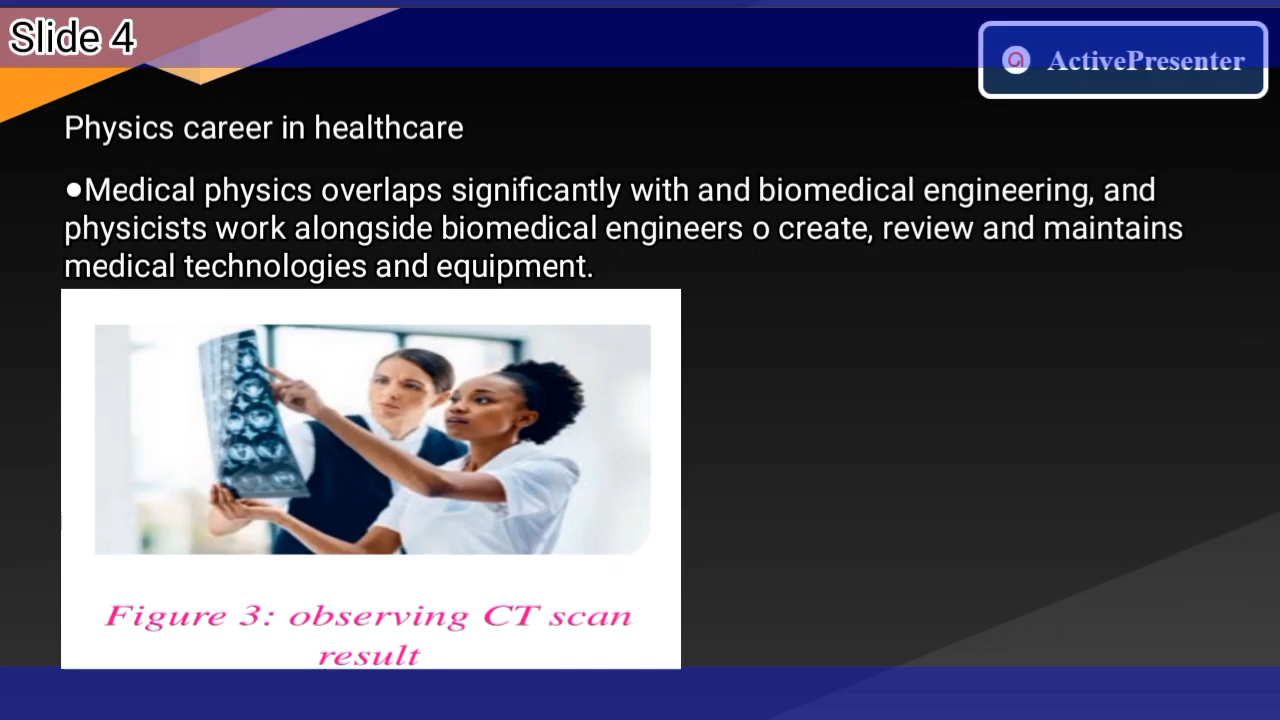 Slide 4
ActivePresenter
Physics career in healthcare
●Medical physics overlaps significantly with and biomedical engineering, and
physicists work alongside biomedical engineers o create, review and maintains
medical technologies and equipment.
Figure 3: observing CT scan
result